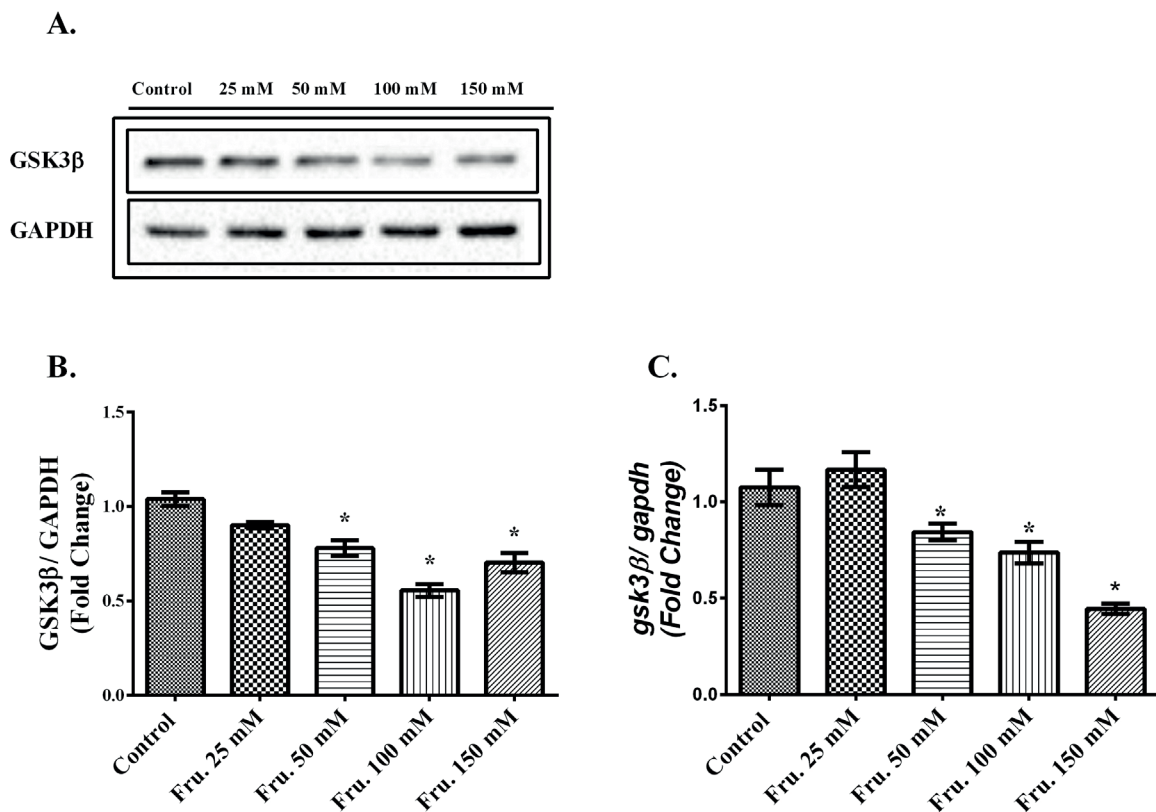 A.
Control 25 mM 50 mM 100 mM 150 mM
GSK3β
GAPDH
B.
GSK3β/ GAPDH
(Fold Change)
1.5
1.0
0.5
0.0
*
*
*
Control
Fru. 25 mM
Fru. 50 mM
Fru. 100 mM
Fru. 150 mM
C.
gsk3β/ gapdh
(Fold Change)
1.5
1.0
0.5
0.0
*
*
*
Control
Fru. 25 mM
Fru. 50 mM
Fru. 100 mM
Fru. 150 mM